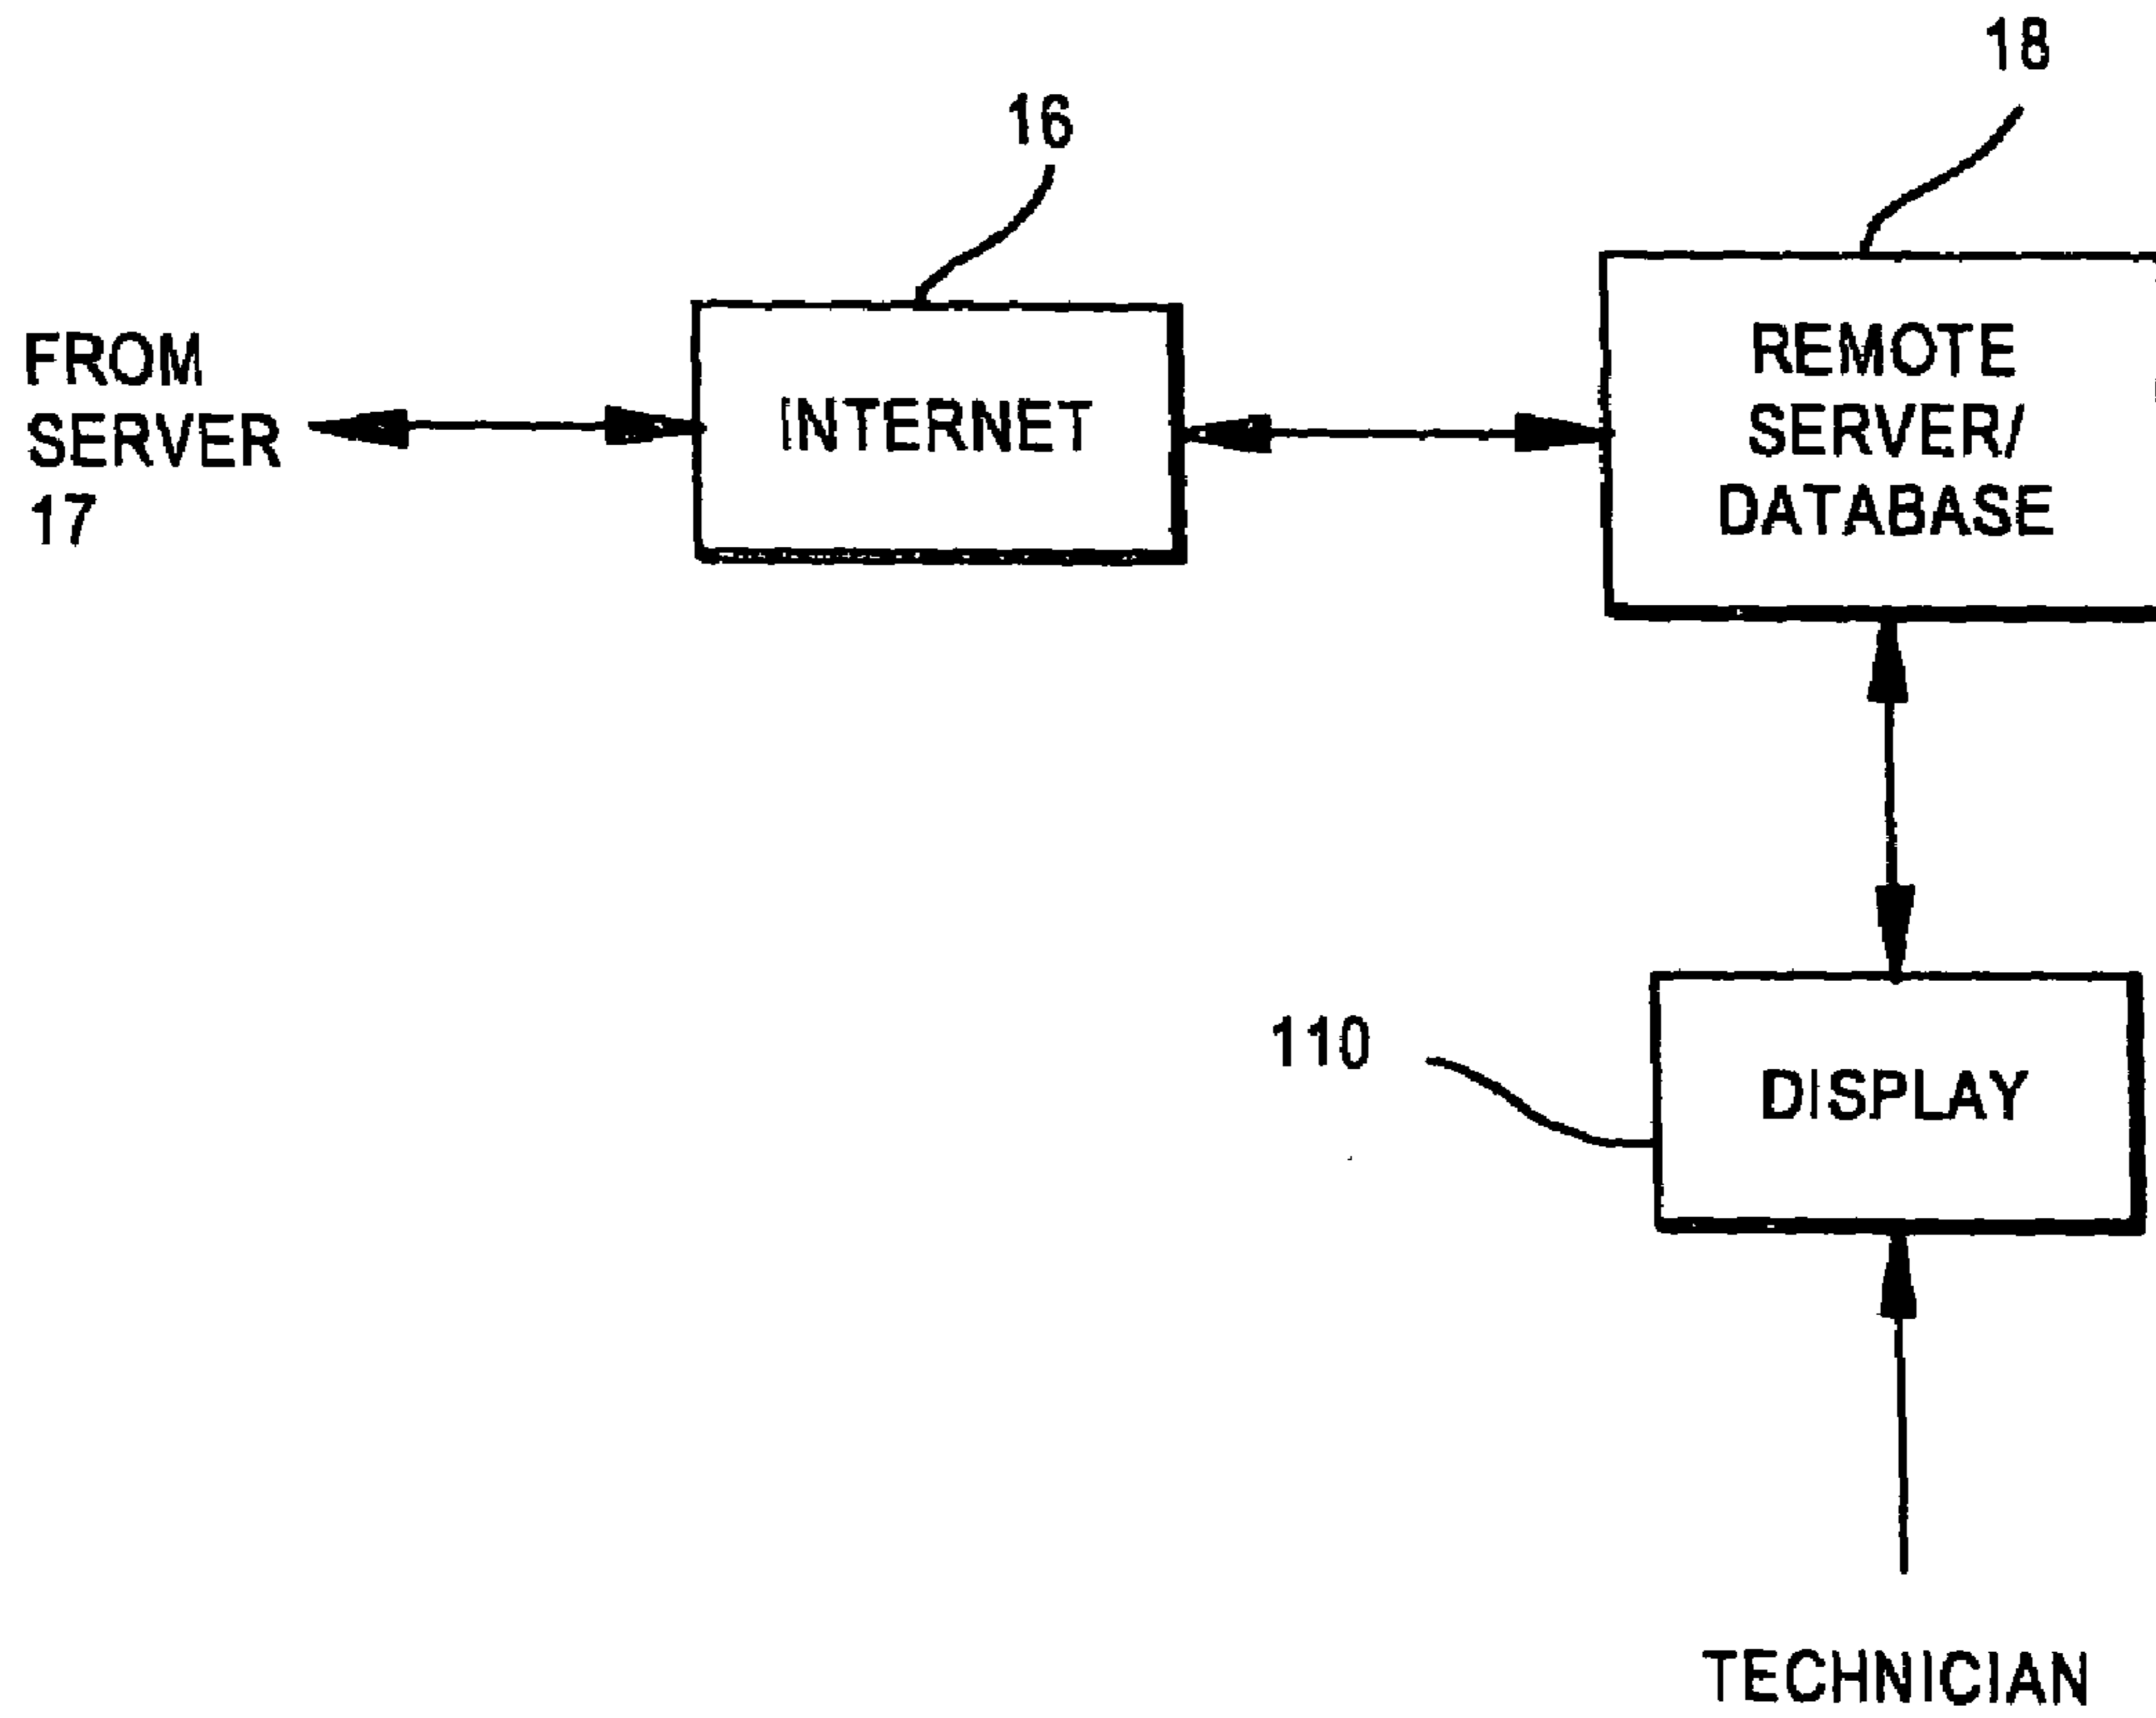 18
16
FROM
SERVER
17
INTERNET
REMOTE
SERVER/
DATABASE
110
DISPLAY
TECHNICIAN